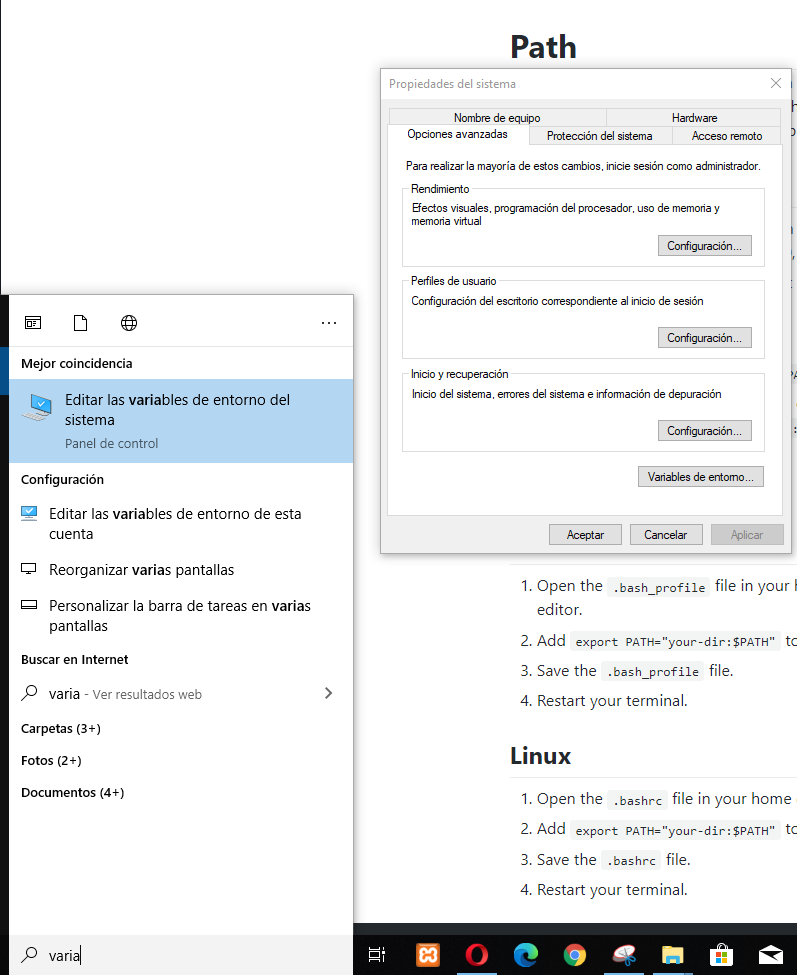 Path
Propiedades del sistema
Nombre de equipo
Hardware
Opciones avanzadas
Protección del sistema
Acceso remoto
Para realizar la mayoría de estos cambios, inicie sesión como administrador.
Rendimiento
Efectos visuales, programación del procesador, uso de memoria y
memoria virtual
Configuración...
Perfiles de usuario
Configuración del escritorio correspondiente al inicio de sesión
Configuración...
Inicio y recuperación
Inicio del sistema, errores del sistema e información de depuración
Configuración...
Variables de entorno...
Aceptar
Cancelar
Aplicar
Mejor coincidencia
Editar las variables de entorno del
sistema
Panel de control
Configuración
Editar las variables de entorno de esta
cuenta
Reorganizar varias pantallas
Personalizar la barra de tareas en varias
pantallas
Buscar en Internet
varia - Ver resultados web
Carpetas (3+)
Fotos (2+)
Documentos (4+)
varia
1. Open the .bash_profile file in your
editor.
2. Add export PATH="your-dir:$PATH" to
3. Save the .bash_profile file.
4. Restart your terminal.
Linux
1. Open the .bashrc file in your home
2. Add export PATH="your-dir:$PATH" to
3. Save the .bashrc file.
4. Restart your terminal.